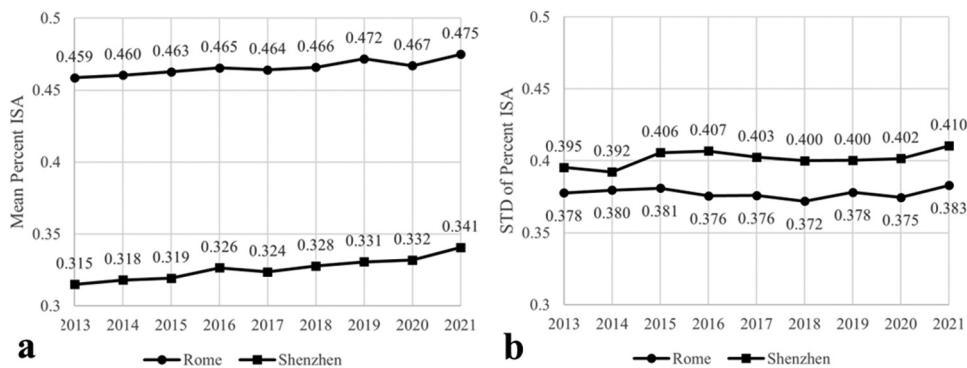 0.5
0.45
0.4
0.35
0.3
Mean Percent ISA
0.459 0.460 0.463 0.465 0.464 0.466 0.472 0.467 0.475
0.315 0.318 0.319 0.326 0.324 0.328 0.331 0.332 0.341
2013 2014 2015 2016 2017 2018 2019 2020 2021
a
Rome Shenzhen
0.5
0.45
0.4
0.35
0.3
STD of Percent ISA
0.395 0.392 0.406 0.407 0.403 0.400 0.400 0.402 0.410
0.378 0.380 0.381 0.376 0.376 0.372 0.378 0.375 0.383
2013 2014 2015 2016 2017 2018 2019 2020 2021
b
Rome Shenzhen